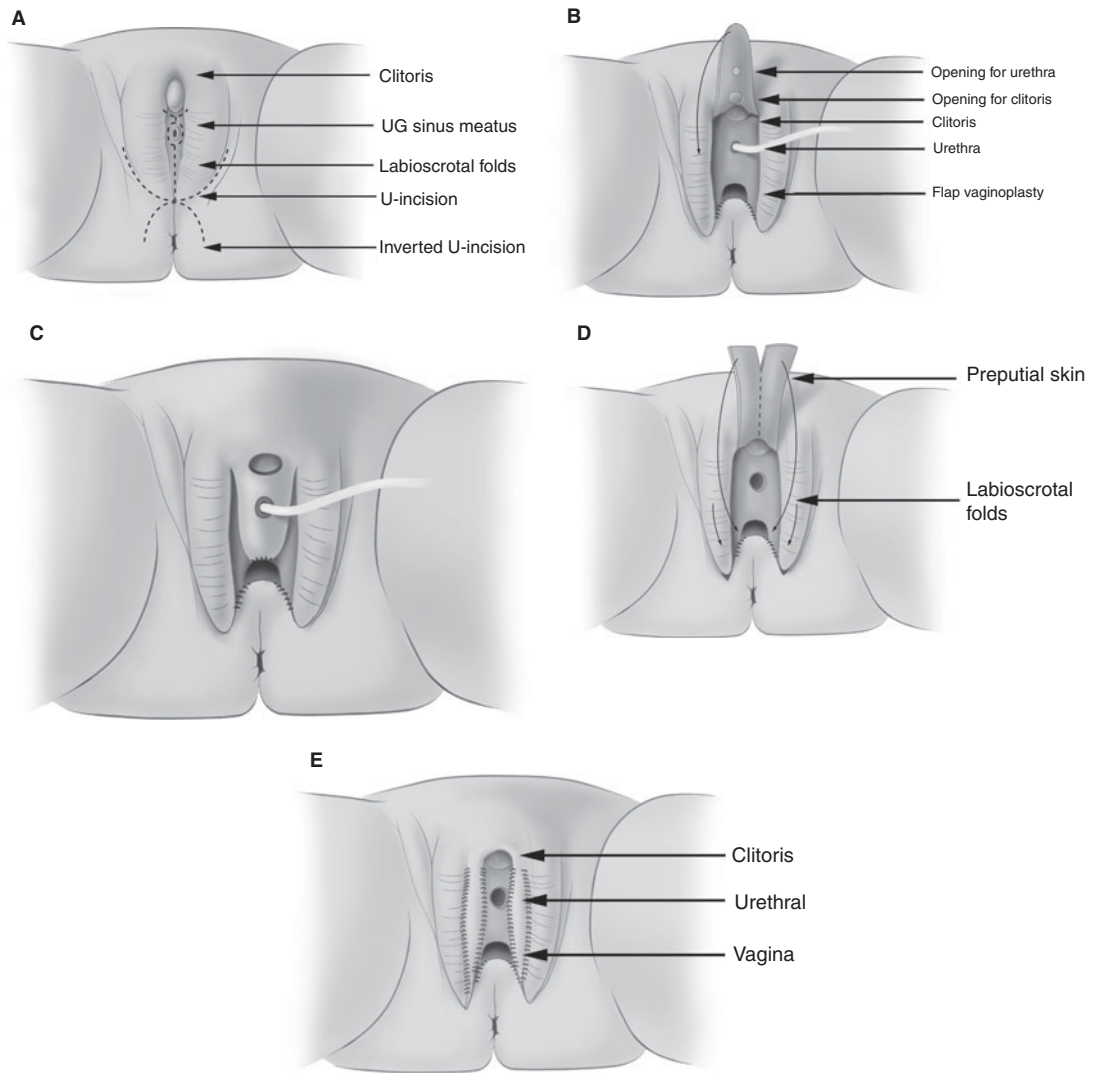 A
Clitoris
UG sinus meatus
Labioscrotal folds
U-incision
Inverted U-incision
B
Opening for urethra
Opening for clitoris
Clitoris
Urethra
Flap vaginoplasty
C
D
Preputial skin
Labioscrotal
folds
E
Clitoris
Urethral
Vagina